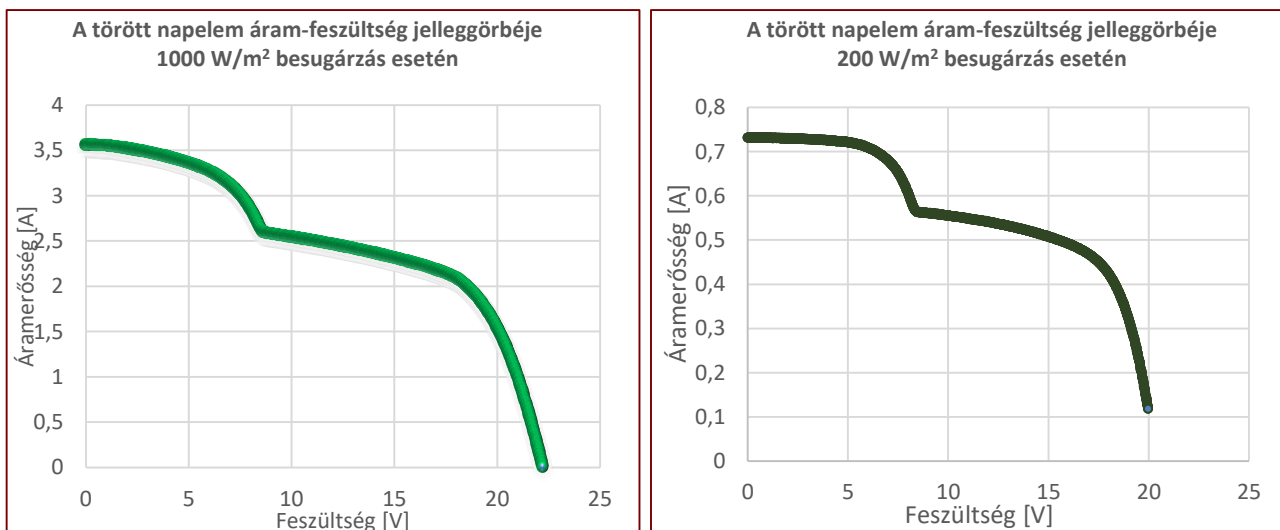 A törött napelem áram-feszültség jelleggörbéje
1000 W/m² besugárzás esetén
Áramerősség [A]
4
3,5
3
2,5
2
1,5
1
0,5
0
0 5 10 15 20 25
Feszültség [V]
A törött napelem áram-feszültség jelleggörbéje
200 W/m² besugárzás esetén
Áramerősség [A]
0,8
0,7
0,6
0,5
0,4
0,3
0,2
0,1
0
0 5 10 15 20 25
Feszültség [V]